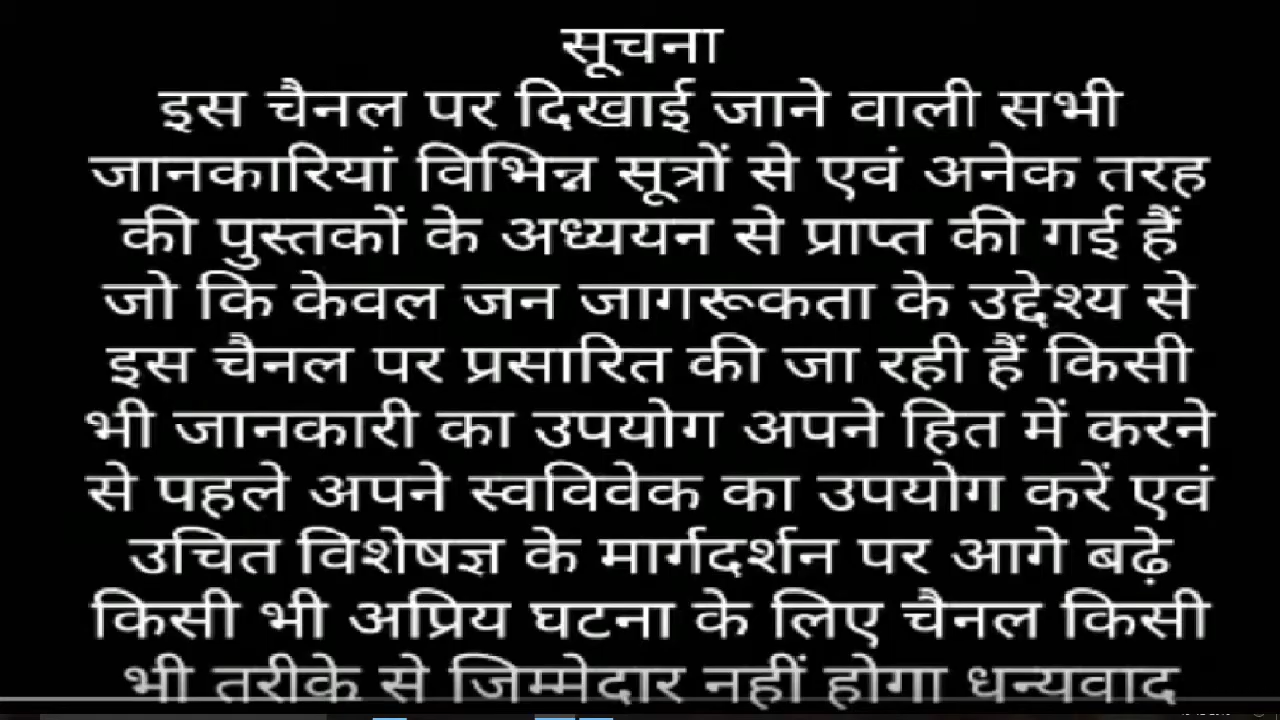 सूचना
इस चैनल पर दिखाई जाने वाली सभी
जानकारियां विभिन्न सूत्रों से एवं अनेक तरह
की पुस्तकों के अध्ययन से प्राप्त की गई हैं
जो कि केवल जन जागरूकता के उद्देश्य से
इस चैनल पर प्रसारित की जा रही हैं किसी
भी जानकारी का उपयोग अपने हित में करने
से पहले अपने स्वविवेक का उपयोग करें एवं
उचित विशेषज्ञ के मार्गदर्शन पर आगे बढ़े
किसी भी अप्रिय घटना के लिए चैनल किसी
भी तरीके से जिम्मेदार नहीं होगा धन्यवाद